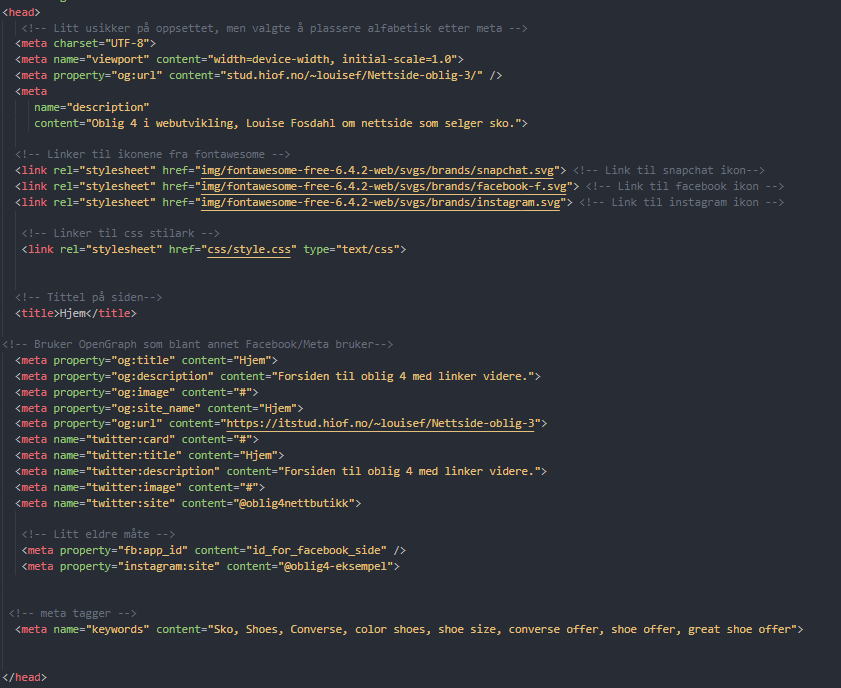 <head>
<!-- Litt usikker på oppsettet, men valgte å plassere alfabetisk etter meta -->
<meta charset="UTF-8">
<meta name="viewport" content="width=device-width, initial-scale=1.0">
<meta property="og:url" content="stud.hiof.no/~louisef/Nettside-oblig-3/" />
<meta
name="description"
content="Oblig 4 i webutvikling, Louise Fosdahl om nettside som selger sko.">
<!-- Linker til ikonene fra fontawesome -->
<link rel="stylesheet" href="img/fontawesome-free-6.4.2-web/svgs/brands/snapchat.svg"> <!-- Link til snapchat ikon-->
<link rel="stylesheet" href="img/fontawesome-free-6.4.2-web/svgs/brands/facebook-f.svg"> <!-- Link til facebook ikon -->
<link rel="stylesheet" href="img/fontawesome-free-6.4.2-web/svgs/brands/instagram.svg"> <!-- Link til instagram ikon -->
<!-- Linker til css stilark -->
<link rel="stylesheet" href="css/style.css" type="text/css">
<!-- Tittel på siden-->
<title>Hjem</title>
<!-- Bruker OpenGraph som blant annet Facebook/Meta bruker-->
<meta property="og:title" content="Hjem">
<meta property="og:description" content="Forsiden til oblig 4 med linker videre.">
<meta property="og:image" content="#">
<meta property="og:site_name" content="Hjem">
<meta property="og:url" content="https://itstud.hiof.no/~louisef/Nettside-oblig-3">
<meta name="twitter:card" content="#">
<meta name="twitter:title" content="Hjem">
<meta name="twitter:description" content="Forsiden til oblig 4 med linker videre.">
<meta name="twitter:image" content="#">
<meta name="twitter:site" content="@oblig4nettbutikk">
<!-- Litt eldre måte -->
<meta property="fb:app_id" content="id_for_facebook_side" />
<meta property="instagram:site" content="@oblig4-eksempel">
<!-- meta tagger -->
<meta name="keywords" content="Sko, Shoes, Converse, color shoes, shoe size, converse offer, shoe offer, great shoe offer">
</head>